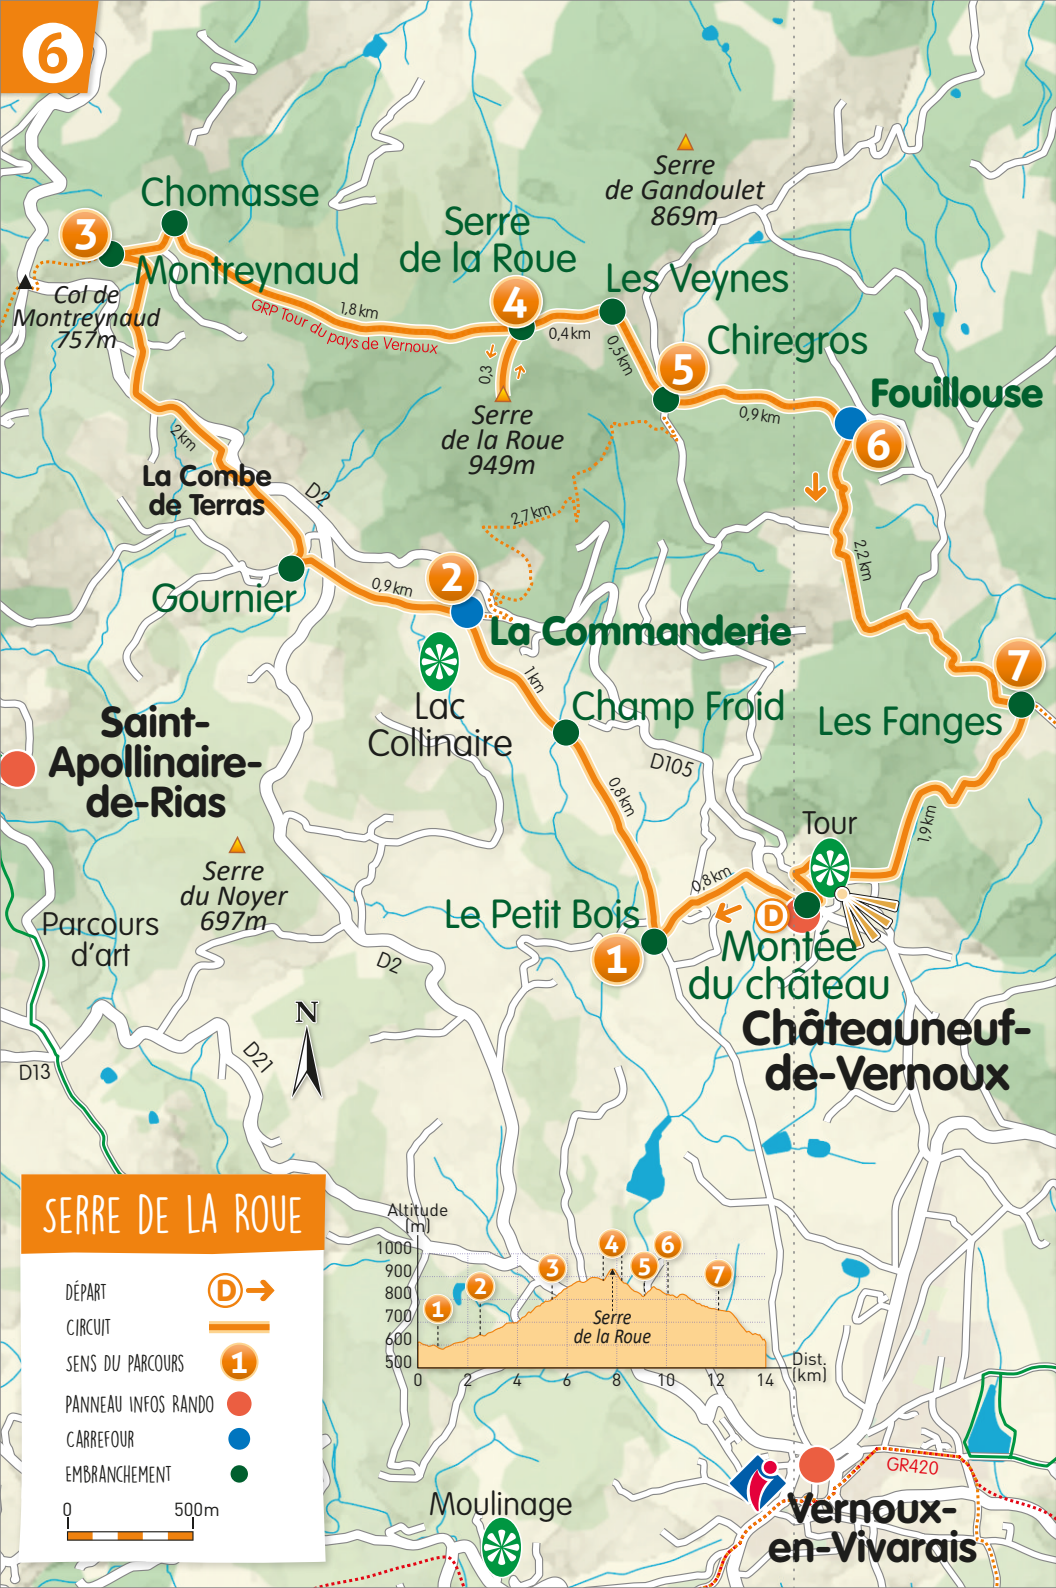 6
Serre
de Gandoulet
869m
Chomasse
3
Montreynaud
Serre
de la Roue
4
Les Veynes
Col de
Montreynaud
757m
1,8 km
GRP Tour du pays de Vernoux
0,4 km
0,5 km
0,3
5
Chiregros
Serre
de la Roue
949m
0,9 km
Fouillouse
6
2 km
La Combe
de Terras
D2
2,7 km
2,2 km
Gournier
0,9 km
2
La Commanderie
1 km
7
Lac
Collinaire
Champ Froid
Les Fanges
Saint-
Apollinaire-
de-Rias
D105
0,8 km
1,9 km
Tour
Serre
du Noyer
697m
0,8 km
Parcours
d'art
Le Petit Bois
D
1
Montée
du château
D2
Châteauneuf-
de-Vernoux
N
D21
D13
SERRE DE LA ROUE
DÉPART
D
CIRCUIT
SENS DU PARCOURS
1
PANNEAU INFOS RANDO
CARREFOUR
EMBRANCHEMENT
0 500m
Altitude
(m)
1000
900
800
700
600
500
1
2
3
4
5
6
7
Serre
de la Roue
0 2 4 6 8 10 12 14
Dist.
(km)
GR420
Moulinage
Vernoux-
en-Vivarais